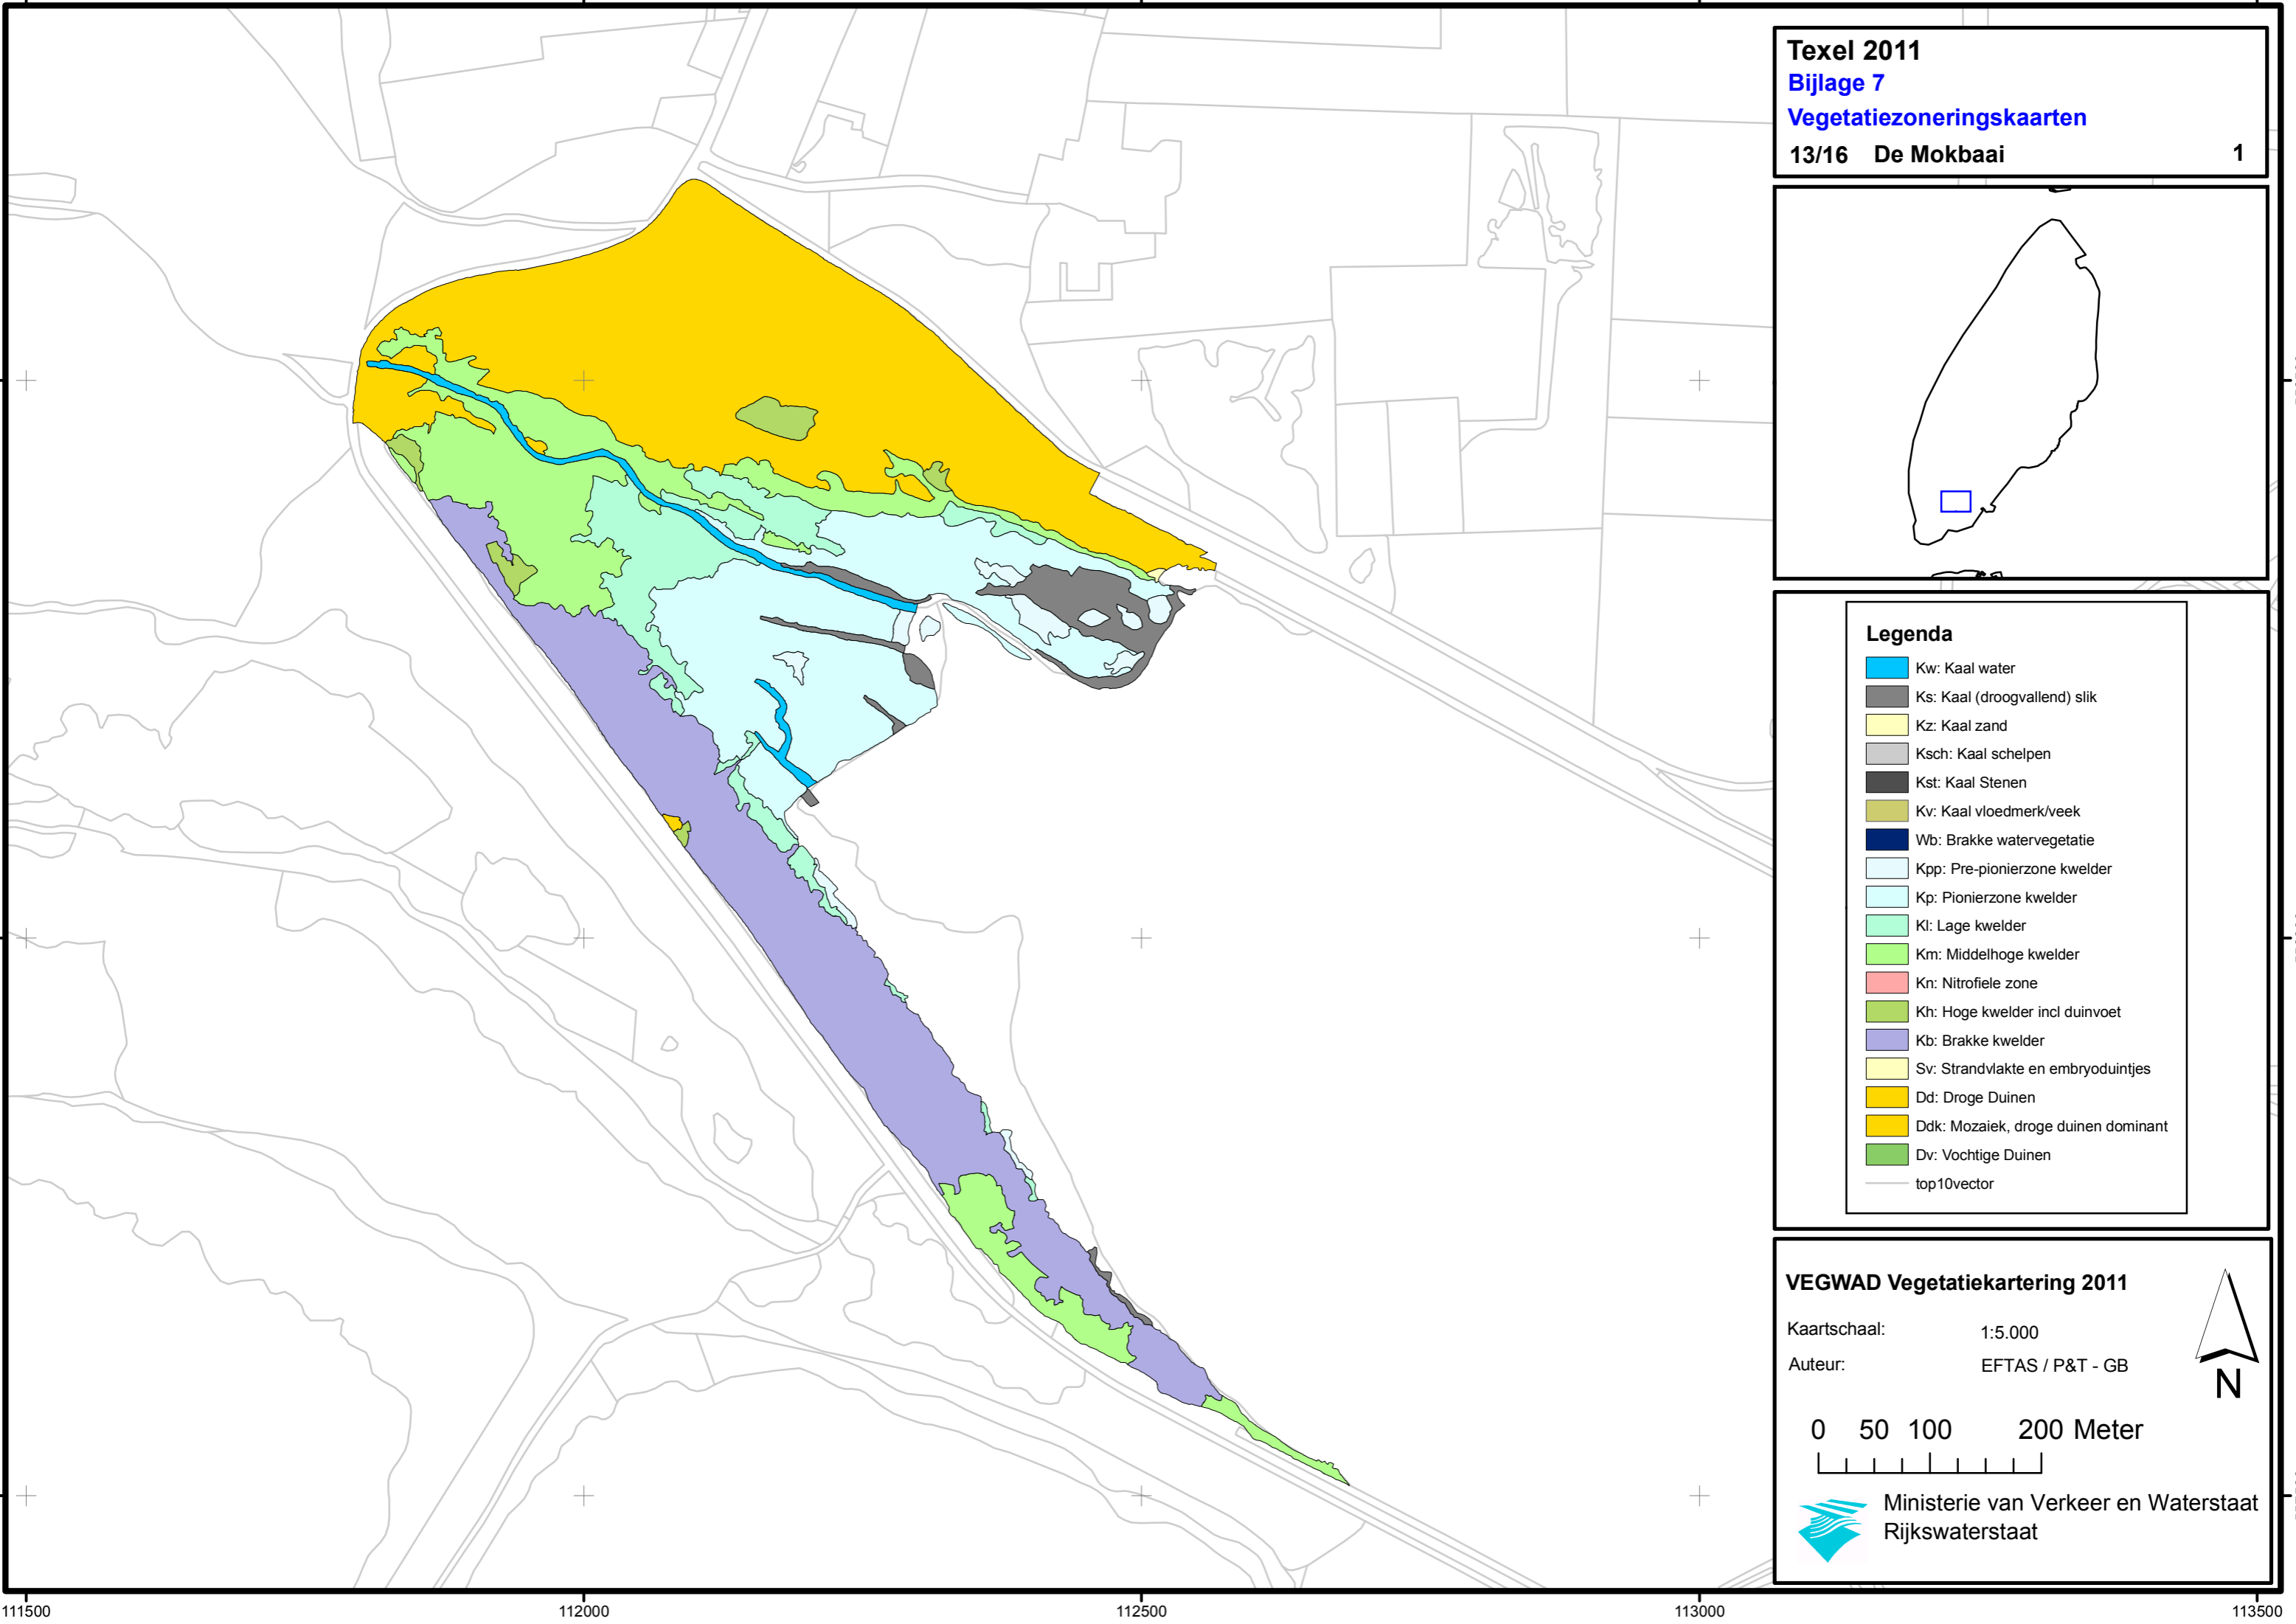 Texel 2011
Bijlage 7
Vegetatiezoneringskaarten
13/16 De Mokbaai 1
Legenda
Kw: Kaal water
Ks: Kaal (droogvallend) slik
Kz: Kaal zand
Ksch: Kaal schelpen
Kst: Kaal Stenen
Kv: Kaal vloedmerk/veek
Wb: Brakke watervegetatie
Kpp: Pre-pionierzone kwelder
Kp: Pionierzone kwelder
Kl: Lage kwelder
Km: Middelhoge kwelder
Kn: Nitrofiele zone
Kh: Hoge kwelder incl duinvoet
Kb: Brakke kwelder
Sv: Strandvlakte en embryoduintjes
Dd: Droge Duinen
Ddk: Mozaiek, droge duinen dominant
Dv: Vochtige Duinen
top10vector
VEGWAD Vegetatiekartering 2011
Kaartschaal: 1:5.000
Auteur: EFTAS / P&T - GB
N
0 50 100 200 Meter
Ministerie van Verkeer en Waterstaat
Rijkswaterstaat
111500 112000 112500 113000 113500